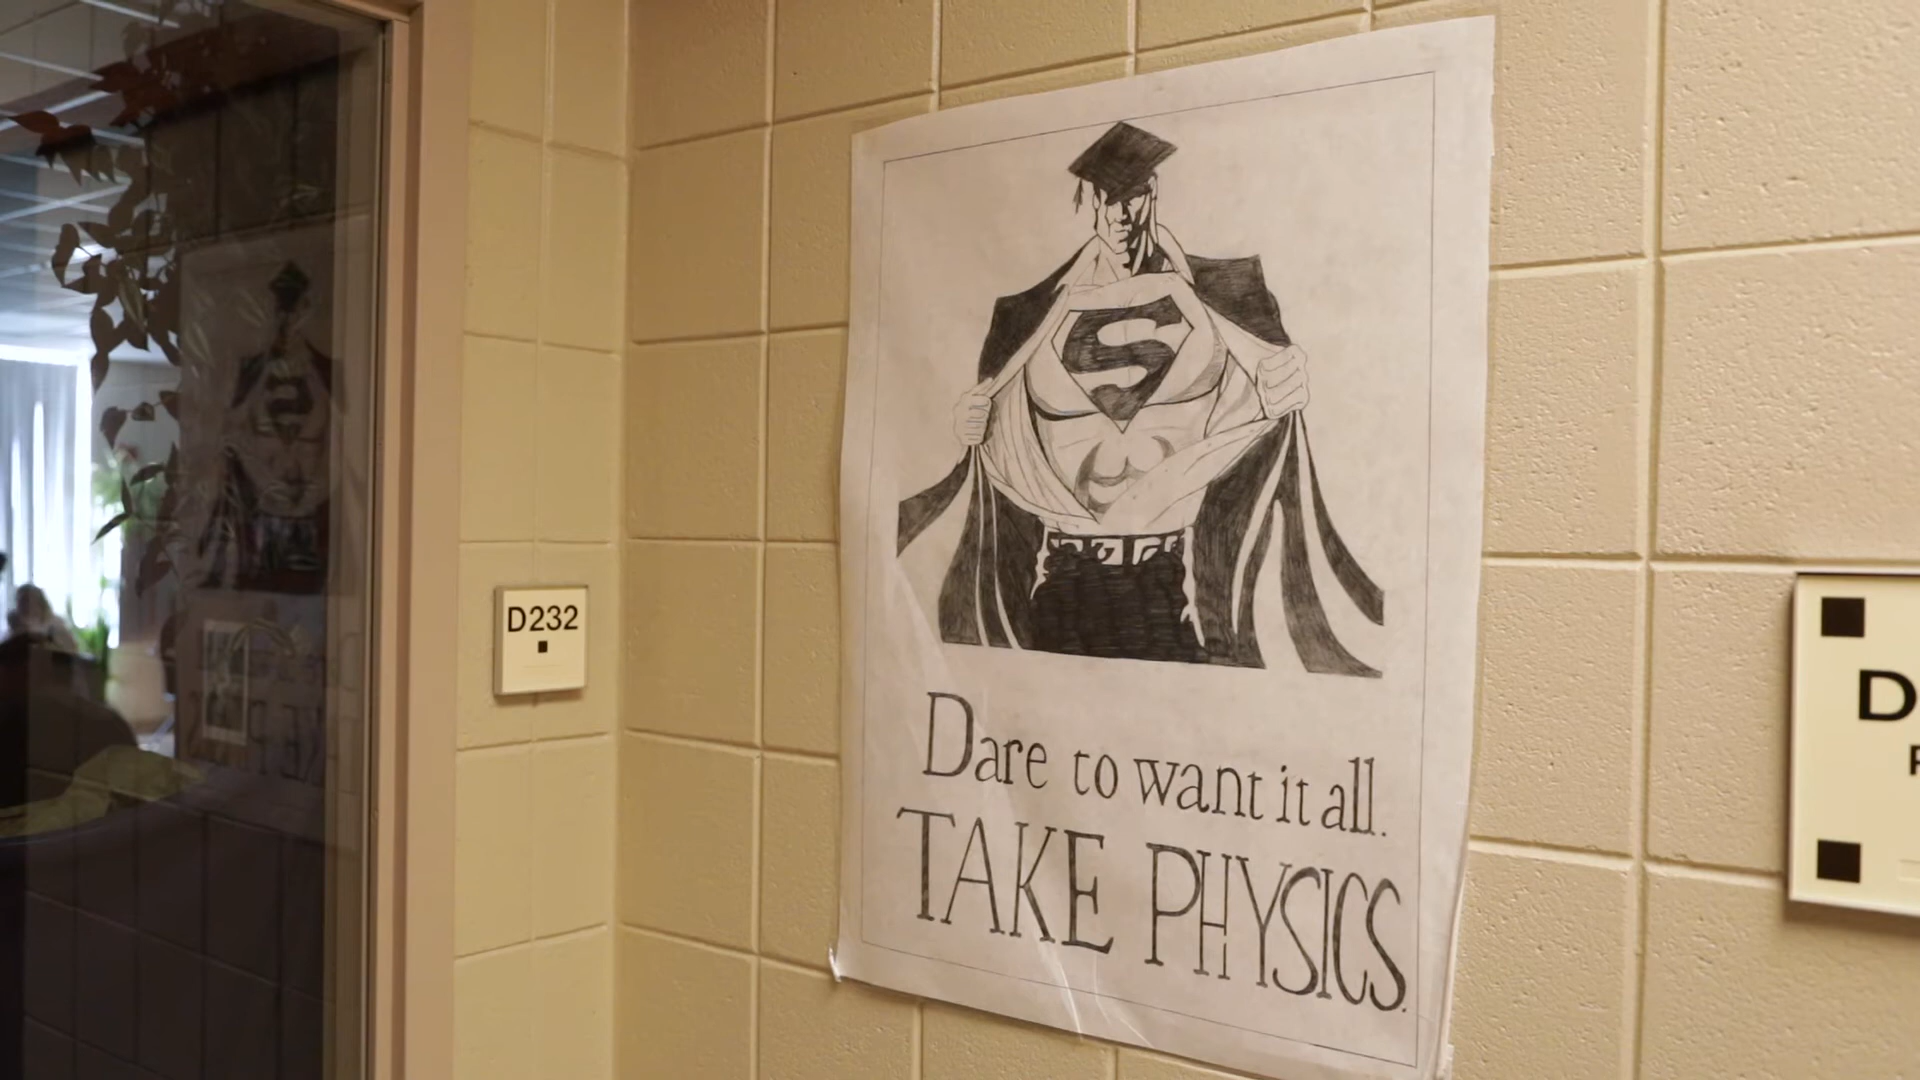 D232
S
Dare to want it all.
TAKE PHYSICS.
D